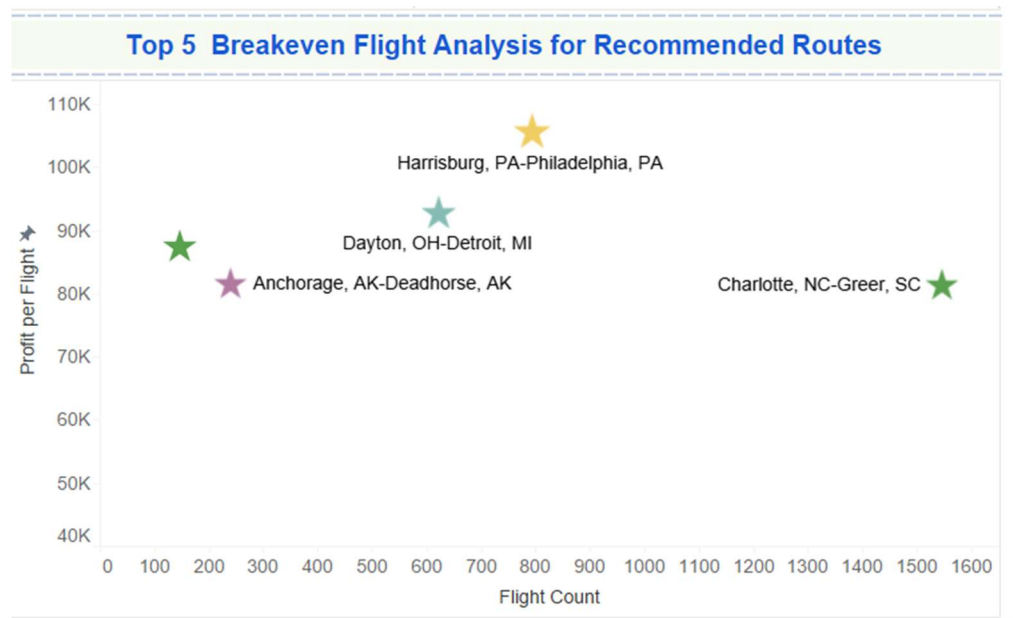 Top 5 Breakeven Flight Analysis for Recommended Routes
110K
100K
90K
80K
70K
60K
50K
40K
Profit per Flight
Harrisburg, PA-Philadelphia, PA
Dayton, OH-Detroit, MI
Anchorage, AK-Deadhorse, AK
Charlotte, NC-Greer, SC
0 100 200 300 400 500 600 700 800 900 1000 1100 1200 1300 1400 1500 1600
Flight Count